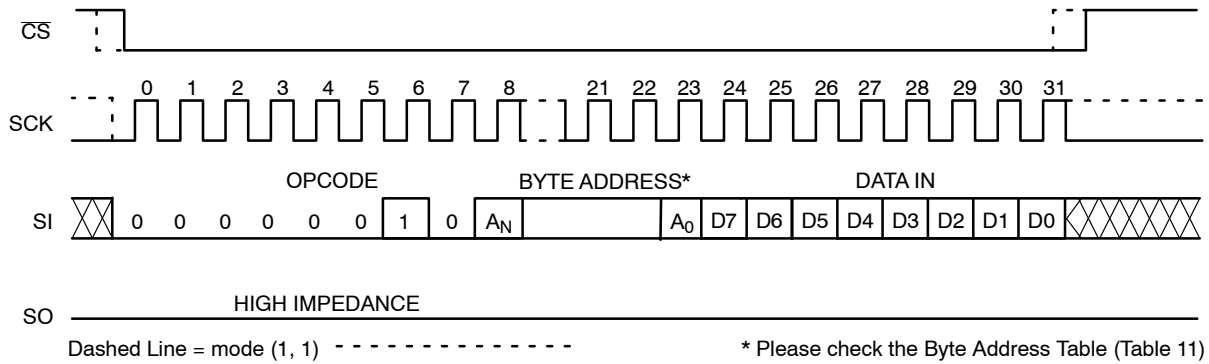 CS
0 1 2 3 4 5 6 7 8 21 22 23 24 25 26 27 28 29 30 31
SCK
OPCODE BYTE ADDRESS* DATA IN
SI 0 0 0 0 0 0 1 0 AN A0 D7 D6 D5 D4 D3 D2 D1 D0
HIGH IMPEDANCE
SO
Dashed Line = mode (1, 1) * Please check the Byte Address Table (Table 11)